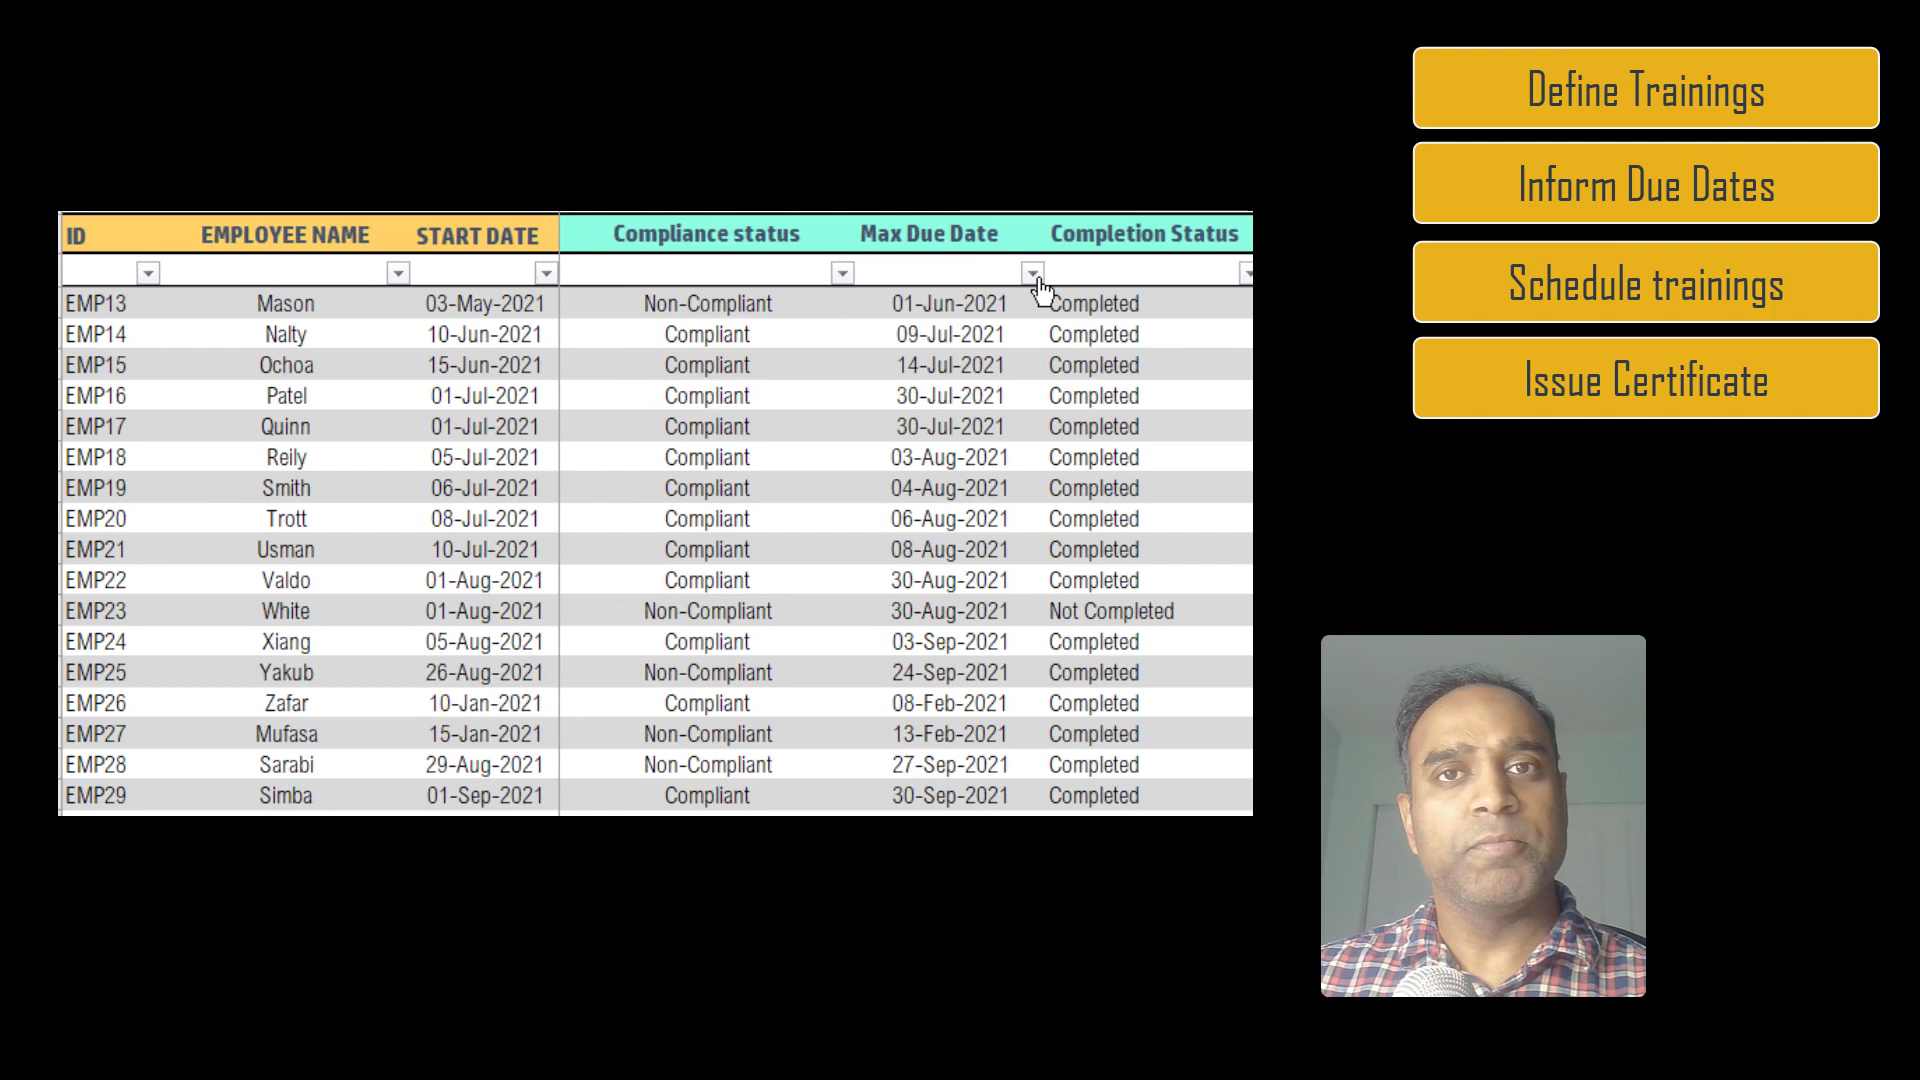 Define Trainings
Inform Due Dates
Schedule trainings
Issue Certificate
ID EMPLOYEE NAME START DATE Compliance status Max Due Date Completion Status
EMP13 Mason 03-May-2021 Non-Compliant 01-Jun-2021 Completed
EMP14 Nalty 10-Jun-2021 Compliant 09-Jul-2021 Completed
EMP15 Ochoa 15-Jun-2021 Compliant 14-Jul-2021 Completed
EMP16 Patel 01-Jul-2021 Compliant 30-Jul-2021 Completed
EMP17 Quinn 01-Jul-2021 Compliant 30-Jul-2021 Completed
EMP18 Reily 05-Jul-2021 Compliant 03-Aug-2021 Completed
EMP19 Smith 06-Jul-2021 Compliant 04-Aug-2021 Completed
EMP20 Trott 08-Jul-2021 Compliant 06-Aug-2021 Completed
EMP21 Usman 10-Jul-2021 Compliant 08-Aug-2021 Completed
EMP22 Valdo 01-Aug-2021 Compliant 30-Aug-2021 Completed
EMP23 White 01-Aug-2021 Non-Compliant 30-Aug-2021 Not Completed
EMP24 Xiang 05-Aug-2021 Compliant 03-Sep-2021 Completed
EMP25 Yakub 26-Aug-2021 Non-Compliant 24-Sep-2021 Completed
EMP26 Zafar 10-Jan-2021 Compliant 08-Feb-2021 Completed
EMP27 Mufasa 15-Jan-2021 Non-Compliant 13-Feb-2021 Completed
EMP28 Sarabi 29-Aug-2021 Non-Compliant 27-Sep-2021 Completed
EMP29 Simba 01-Sep-2021 Compliant 30-Sep-2021 Completed